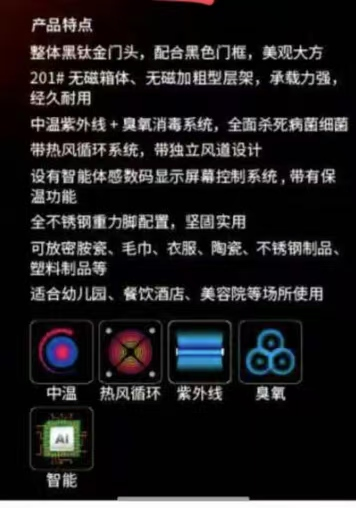 产品特点
整体黑钛金门头，配合黑色门框，美观大方
201# 无磁箱体、无磁加粗型层架，承载力强，
经久耐用
中温紫外线 + 臭氧消毒系统，全面杀死病菌细菌
带热风循环系统，带独立风道设计
设有智能体感数码显示屏幕控制系统，带有保
温功能
全不锈钢重力脚配置，坚固实用
可放密胺瓷、毛巾、衣服、陶瓷、不锈钢制品、
塑料制品等
适合幼儿园、餐饮酒店、美容院等场所使用
中温 热风循环 紫外线 臭氧
AI
智能